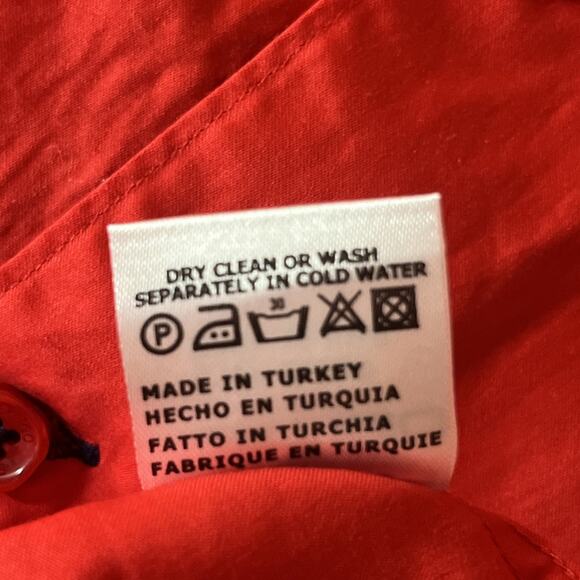 DRY CLEAN OR WASH
SEPARATELY IN COLD WATER
P 30
MADE IN TURKEY
HECHO EN TURQUIA
FATTO IN TURCHIA
FABRIQUE EN TURQUIE